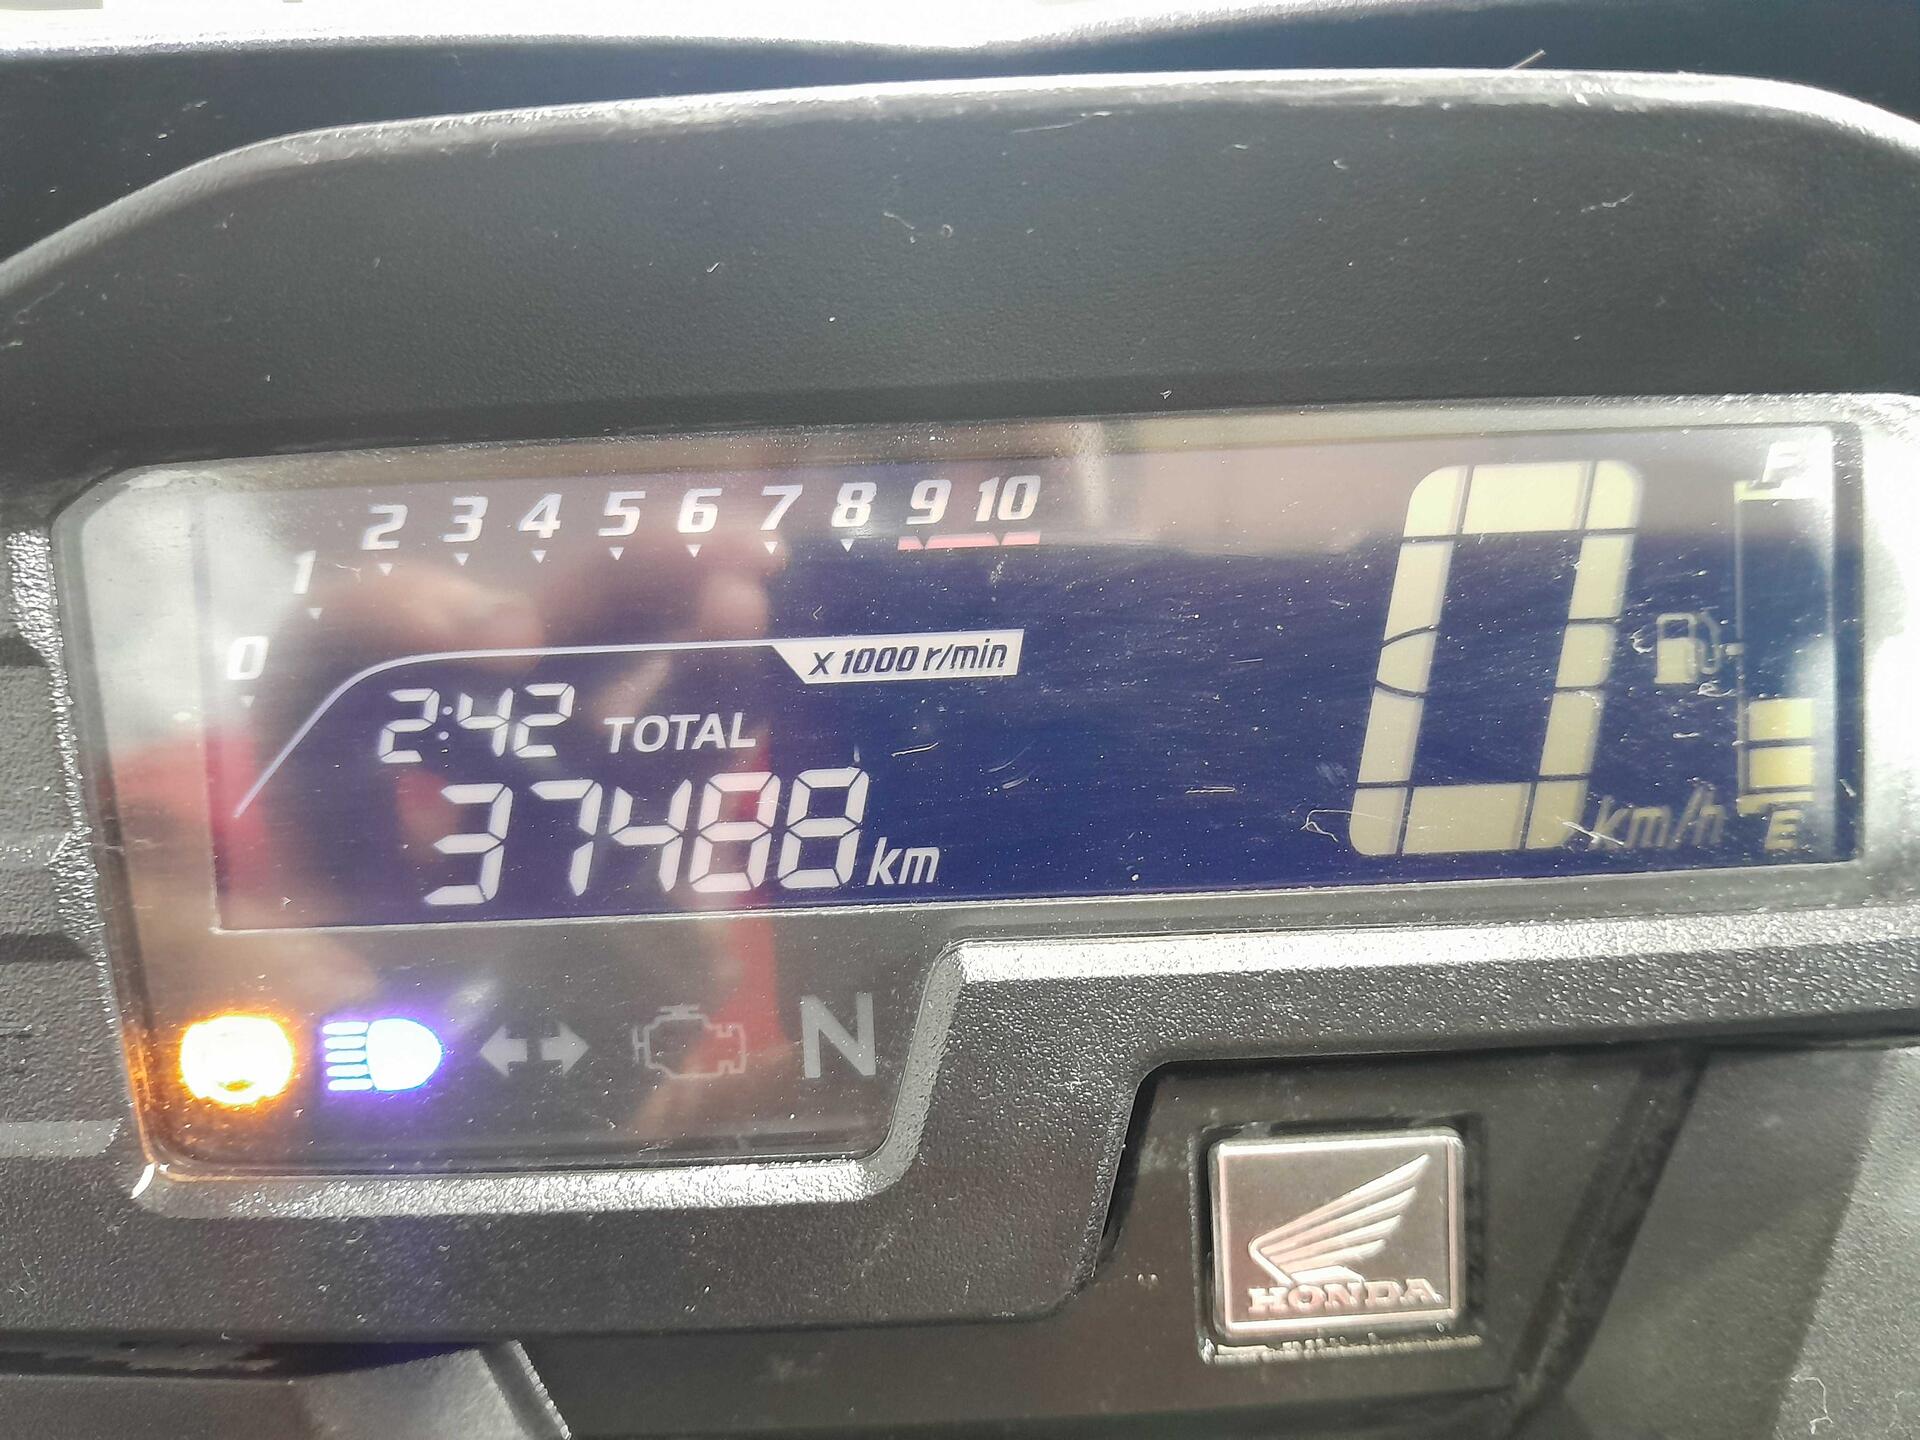 0 1 2 3 4 5 6 7 8 9 10
x 1000 r/min
2:42 TOTAL
37488 km
0 km/h
F
E
N
HONDA